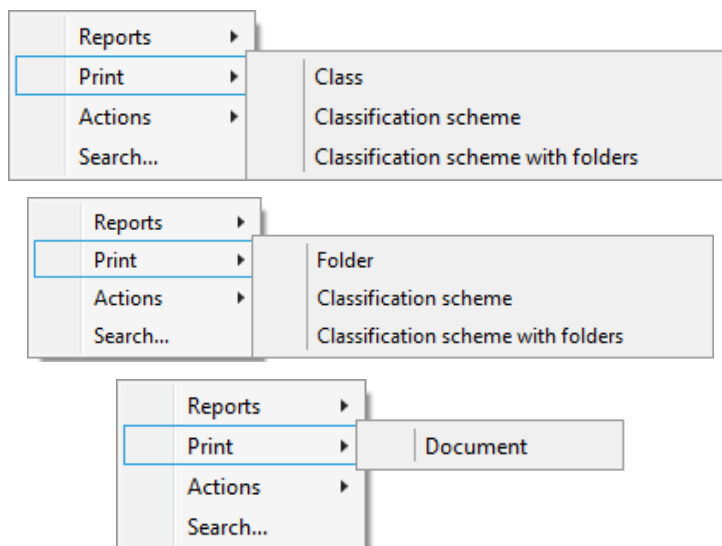 Reports
Print
Class
Actions
Classification scheme
Search...
Classification scheme with folders
Reports
Print
Folder
Actions
Classification scheme
Search...
Classification scheme with folders
Reports
Print
Document
Actions
Search...